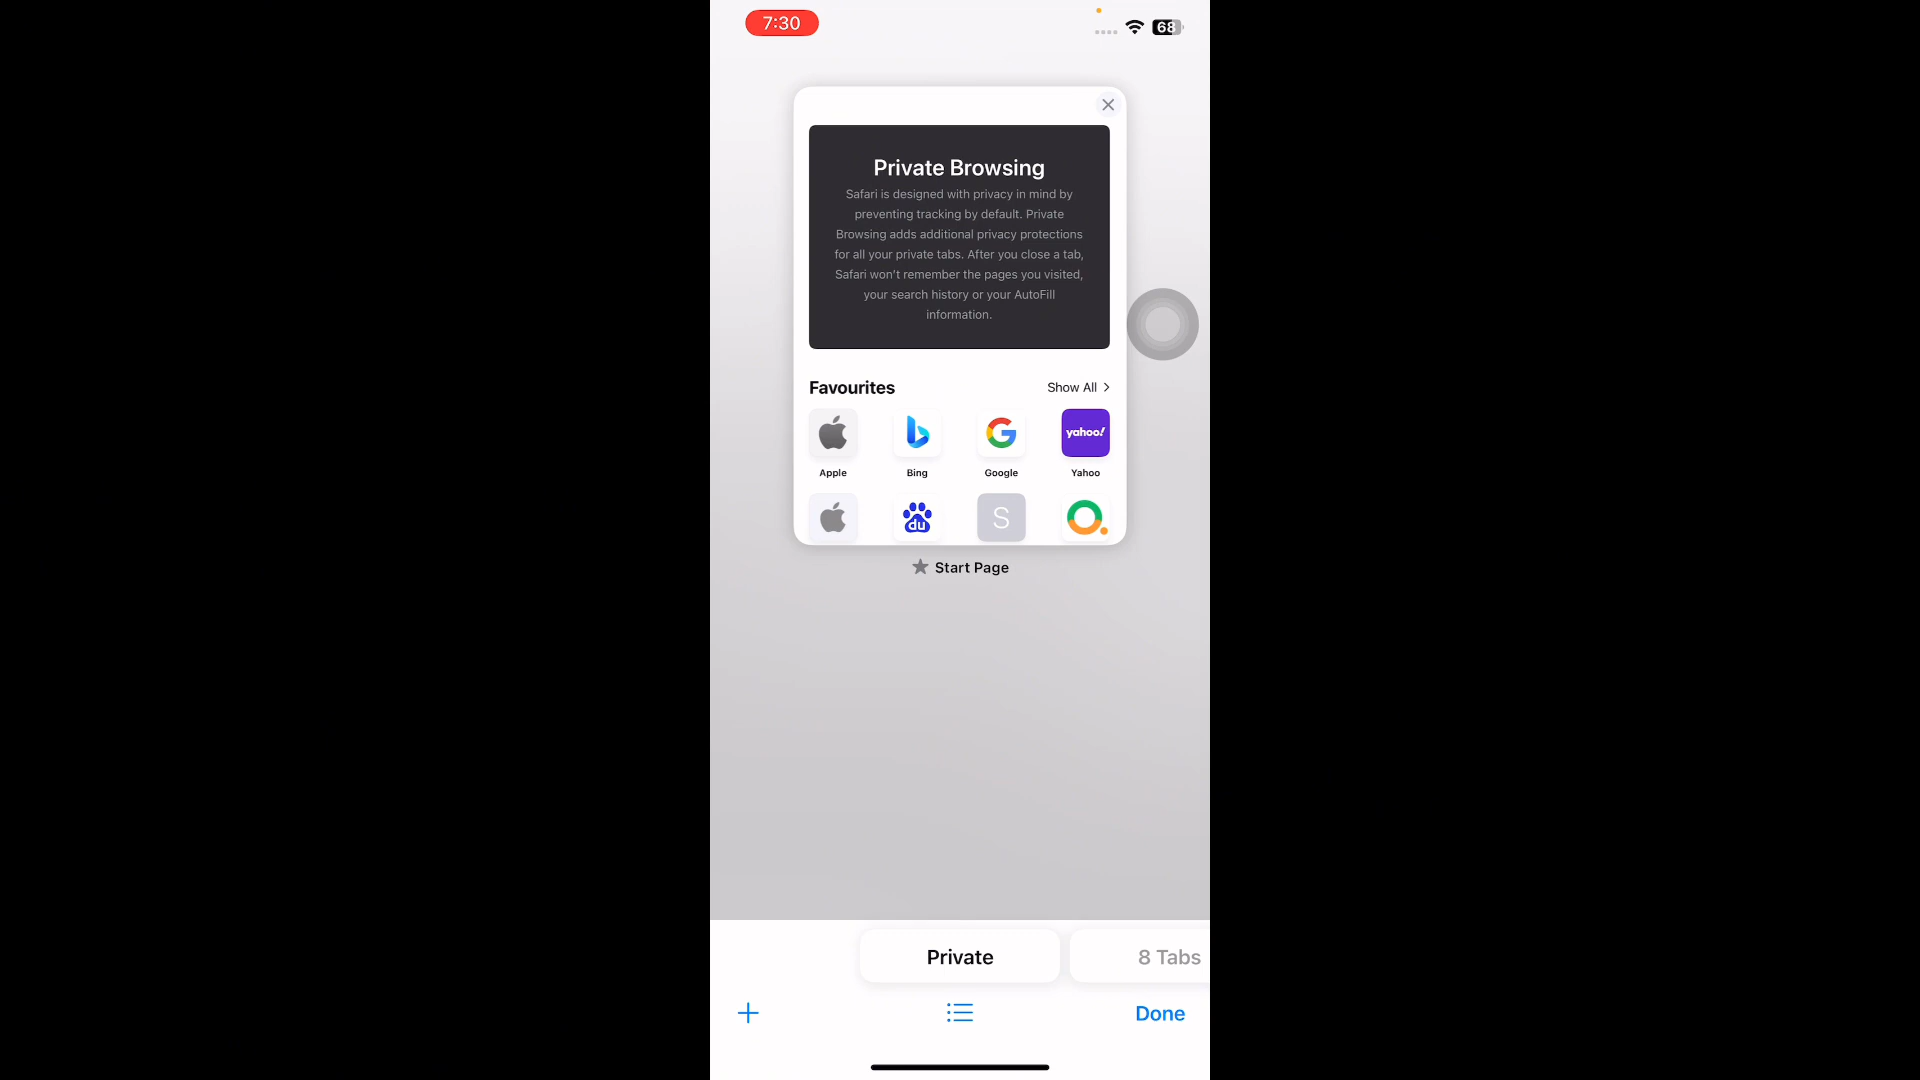 7:30
68
Private Browsing
Safari is designed with privacy in mind by
preventing tracking by default. Private
Browsing adds additional privacy protections
for all your private tabs. After you close a tab,
Safari won't remember the pages you visited,
your search history or your AutoFill
information.
Favourites
Show All
yahoo!
Apple
Bing
Google
Yahoo
du
S
Start Page
Private
8 Tabs
Done